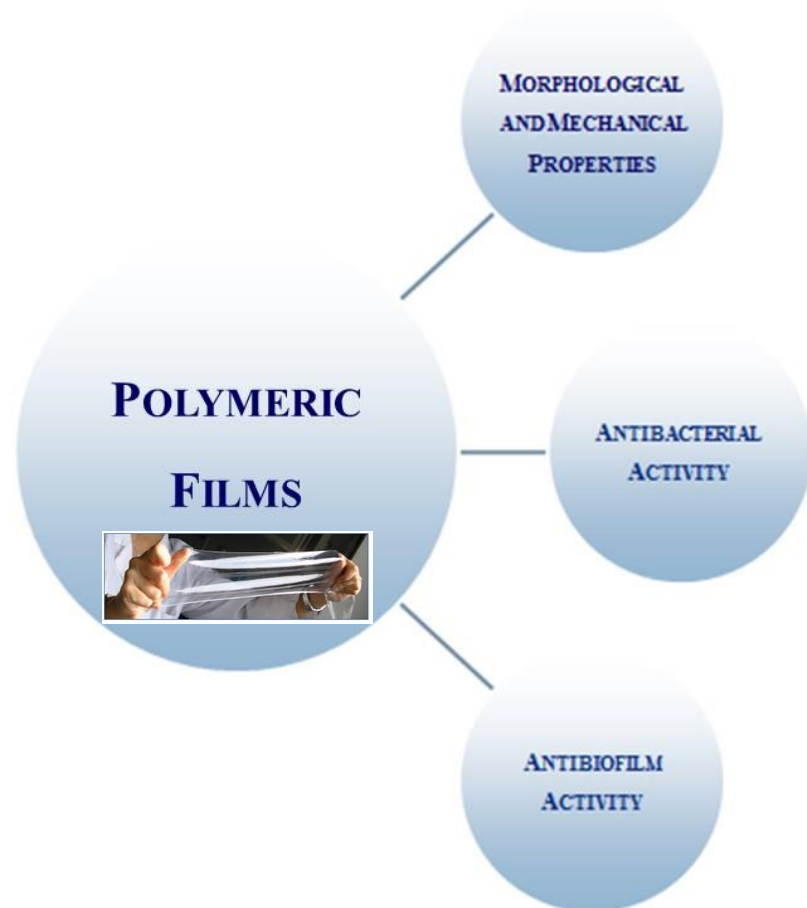 MORPHOLOGICAL
AND MECHANICAL
PROPERTIES
POLYMERIC
FILMS
ANTIBACTERIAL
ACTIVITY
ANTIBIOFILM
ACTIVITY